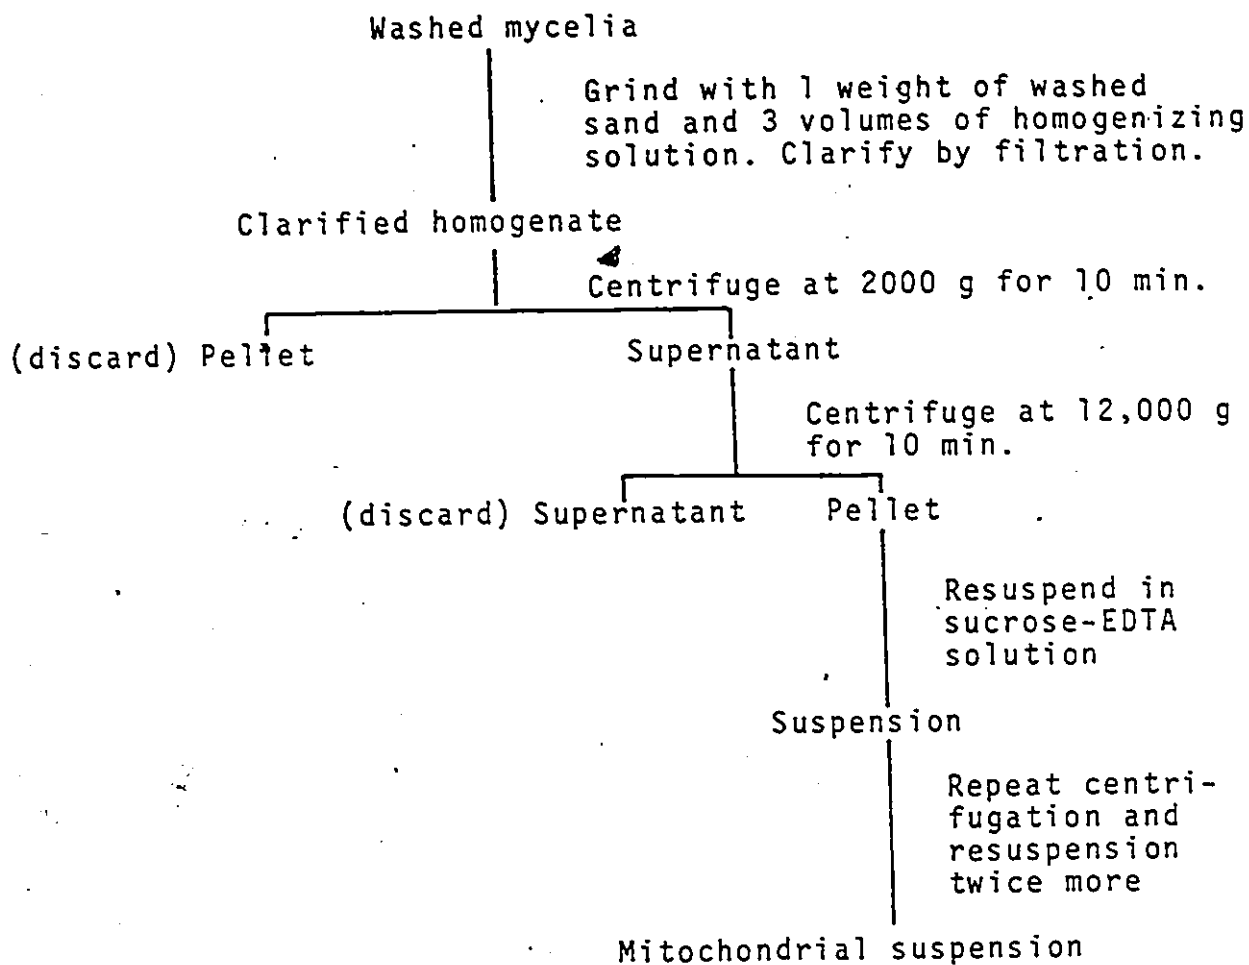 Washed mycelia
Grind with 1 weight of washed
sand and 3 volumes of homogenizing
solution. Clarify by filtration.
Clarified homogenate
Centrifuge at 2000 g for 10 min.
(discard) Pellet
Supernatant
Centrifuge at 12,000 g
for 10 min.
(discard) Supernatant
Pellet
Resuspend in
sucrose-EDTA
solution
Suspension
Repeat centri-
fugation and
resuspension
twice more
Mitochondrial suspension